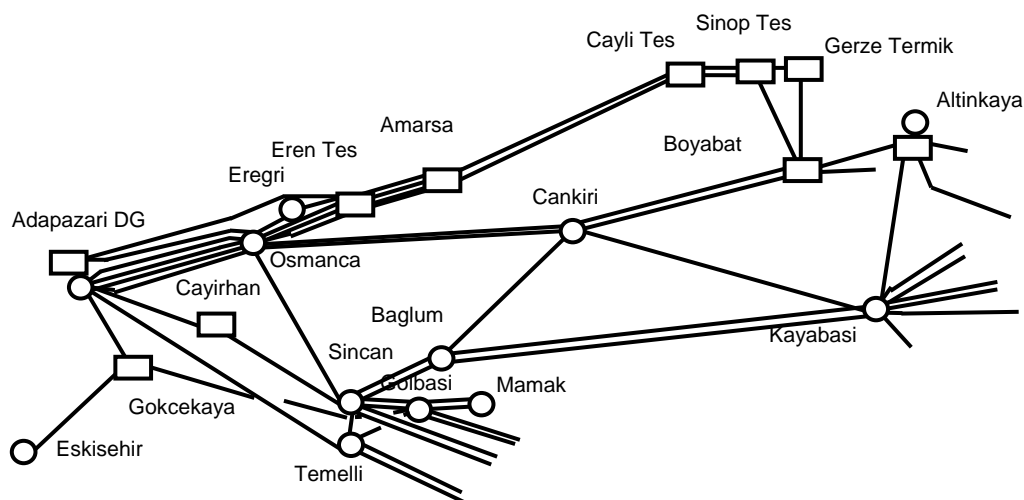 Sinop Tes
Cayli Tes
Gerze Termik
Altinkaya
Amarsa
Eren Tes
Boyabat
Eregri
Cankiri
Adapazari DG
Osmanca
Cayirhan
Baglum
Kayabasi
Sincan
Golbasi
Mamak
Gokcekaya
Eskisehir
Temelli